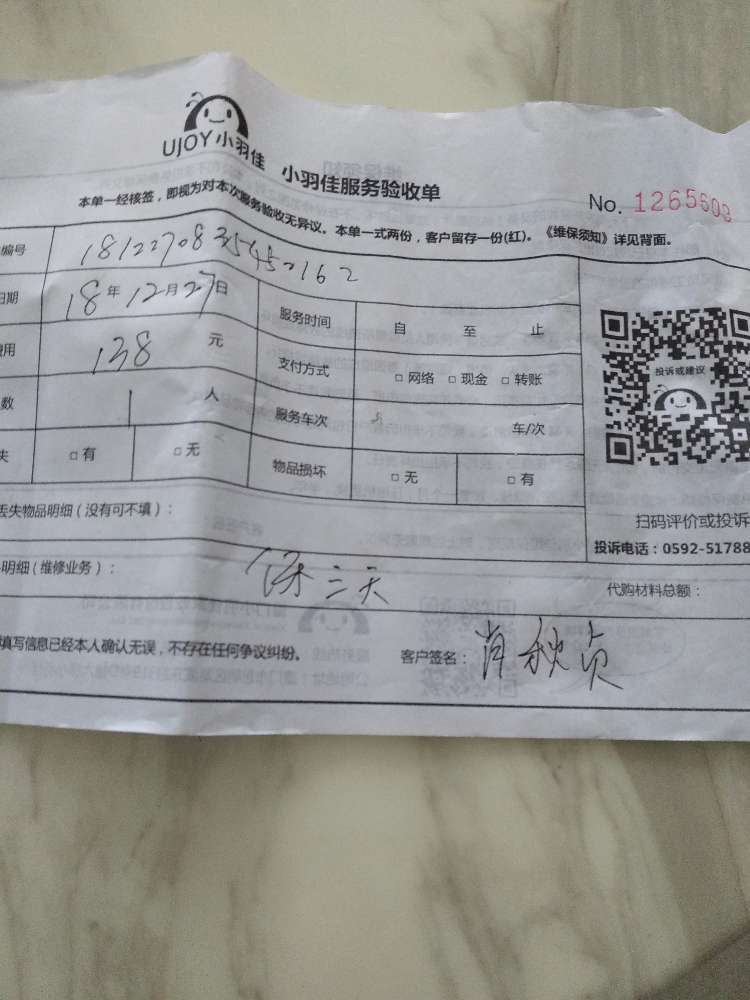 UJOY小羽佳 小羽佳服务验收单
No. 1265603
本单一经核签，即视为对本次服务验收无异议。本单一式两份，客户留存一份(红)。《维保须知》详见背面。
编号
日期 18年12月27日 服务时间 自 至 止
费用 138 元 支付方式 □网络 □现金 □转账
数 1 人 服务车次 车/次
失 □有 □无 物品损坏 □无 □有
投诉或建议
扫码评价或投诉
投诉电话：0592-51788
丢失物品明细（没有可不填）：
明细（维修业务）： 保三天
代购材料总额：
填写信息已经本人确认无误，不存在任何争议纠纷。 客户签名：肖秋贞